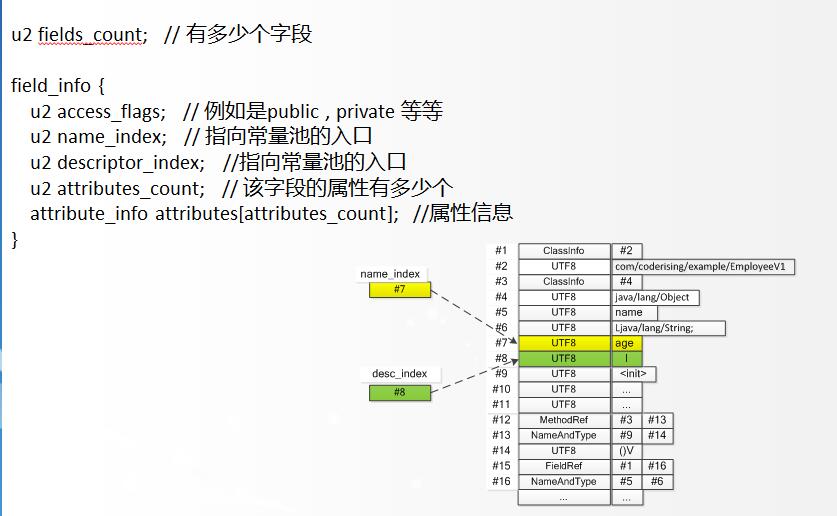 u2 fields_count; // 有多少个字段
field_info {
u2 access_flags; // 例如是public , private 等等
u2 name_index; // 指向常量池的入口
u2 descriptor_index; //指向常量池的入口
u2 attributes_count; // 该字段的属性有多少个
attribute_info attributes[attributes_count]; //属性信息
}
name_index
#7
desc_index
#8
#1 ClassInfo #2
#2 UTF8 com/coderising/example/EmployeeV1
#3 ClassInfo #4
#4 UTF8 java/lang/Object
#5 UTF8 name
#6 UTF8 Ljava/lang/String;
#7 UTF8 age
#8 UTF8 I
#9 UTF8 <init>
#10 UTF8 ...
#11 UTF8 ...
#12 MethodRef #3 #13
#13 NameAndType #9 #14
#14 UTF8 ()V
#15 FieldRef #1 #16
#16 NameAndType #5 #6
... ...